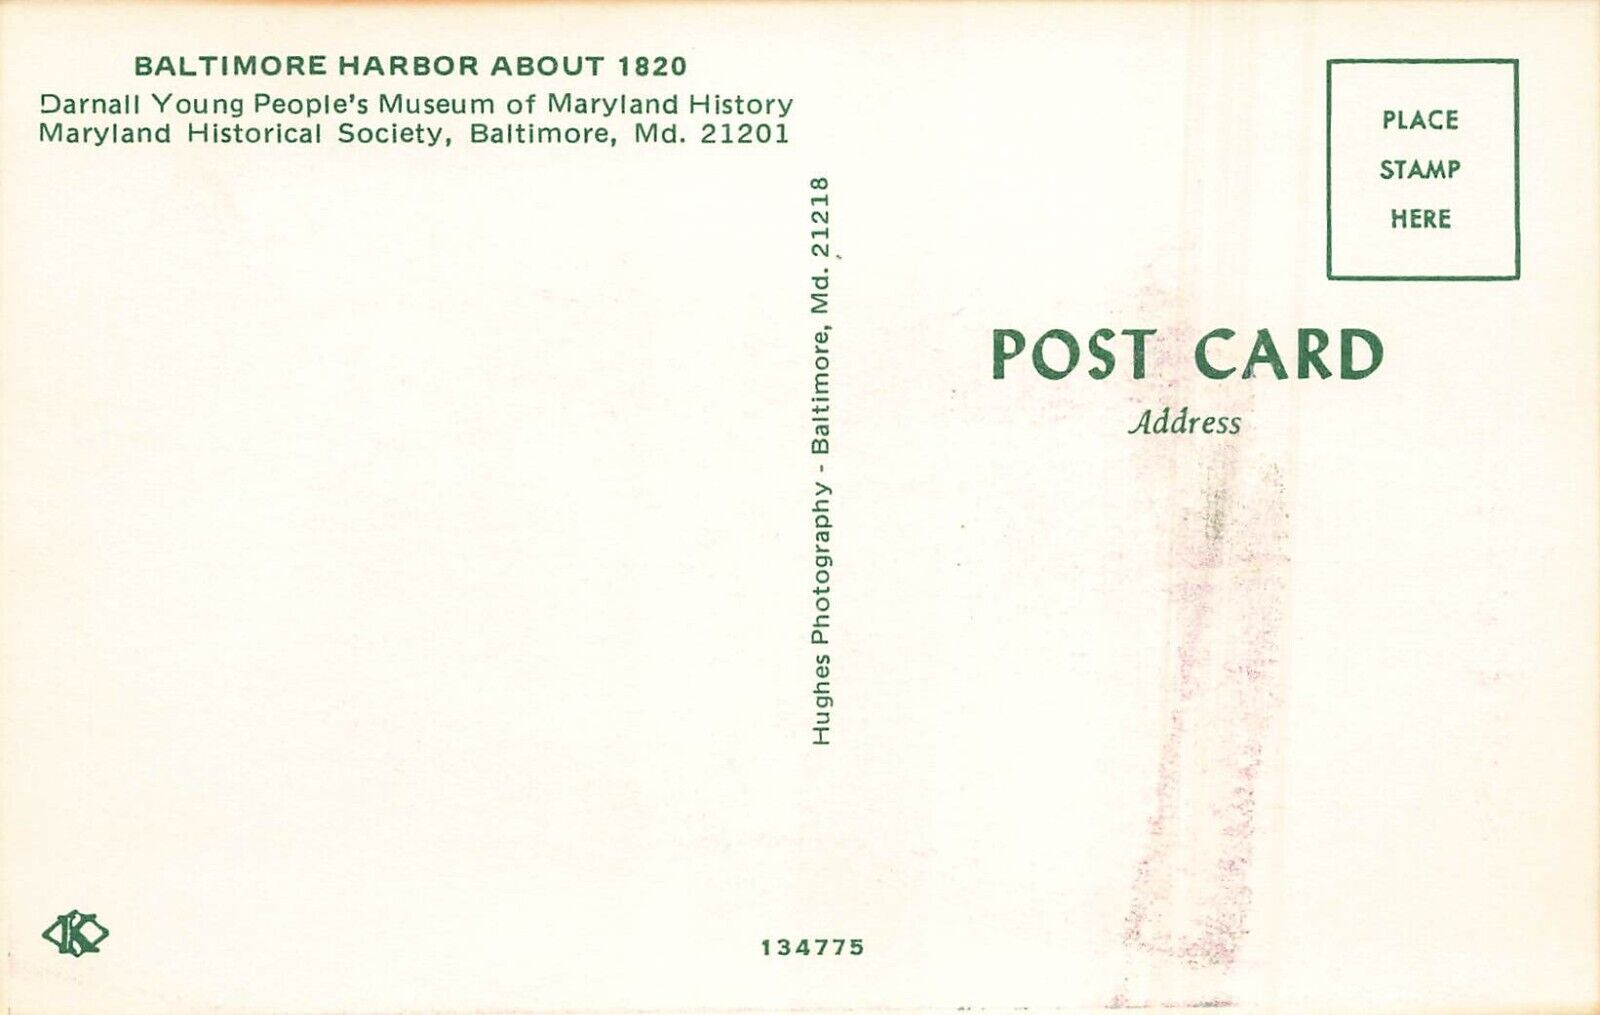 BALTIMORE HARBOR ABOUT 1820
Darnall Young People's Museum of Maryland History
Maryland Historical Society, Baltimore, Md. 21201
Hughes Photography - Baltimore, Md. 21218
PLACE
STAMP
HERE
POST CARD
Address
K
134775